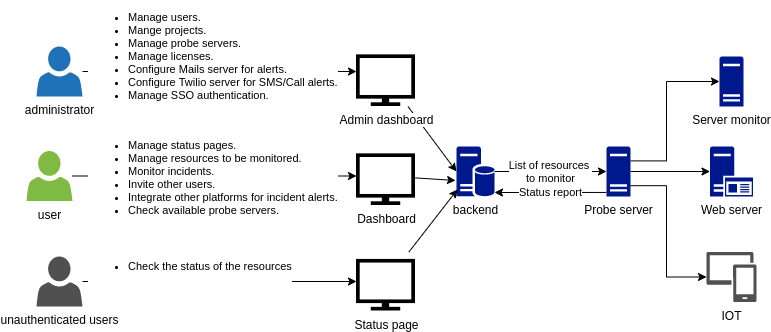 Manage users.
Mange projects.
Manage probe servers.
Manage licenses.
Configure Mails server for alerts.
Configure Twilio server for SMS/Call alerts.
Manage SSO authentication.
administrator
Admin dashboard
Server monitor
Manage status pages.
Manage resources to be monitored.
Monitor incidents.
Invite other users.
Integrate other platforms for incident alerts.
Check available probe servers.
user
Dashboard
backend
List of resources
to monitor
Status report
Probe server
Web server
Check the status of the resources
unauthenticated users
Status page
IOT